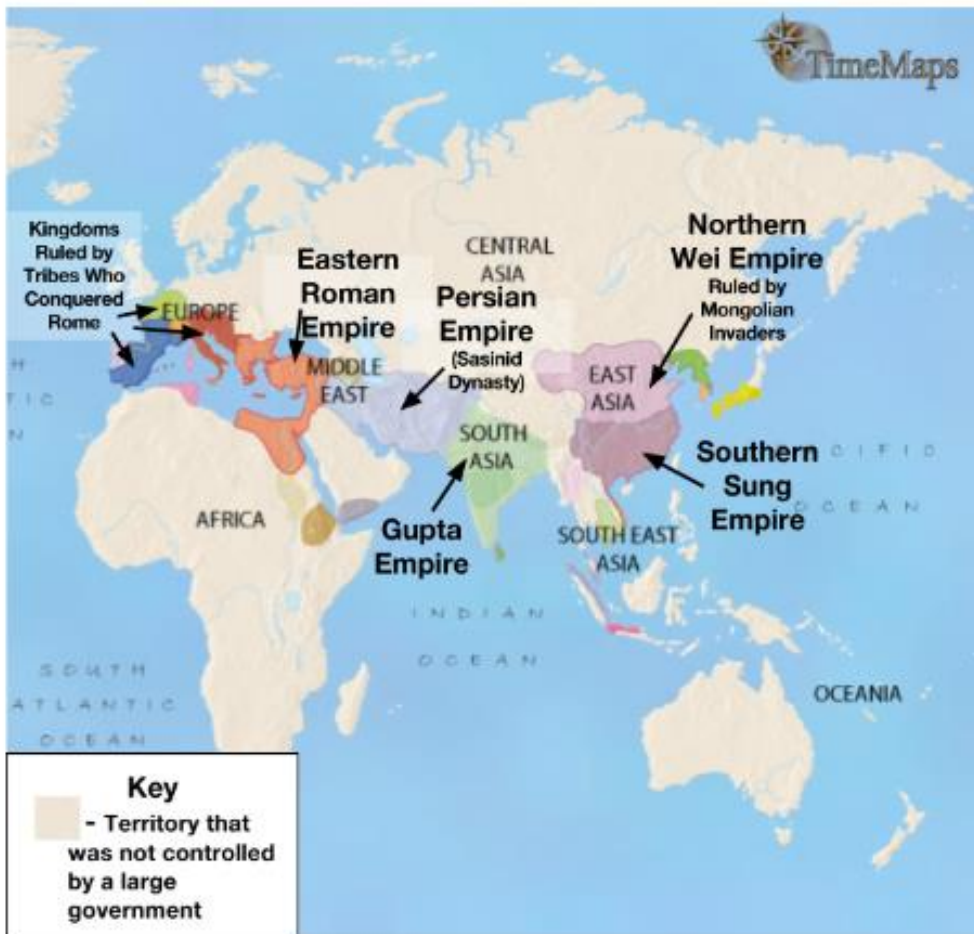 TimeMaps
Kingdoms
Ruled by
Tribes Who
Conquered
Rome
EUROPE
Eastern
Roman
Empire
MIDDLE
EAST
CENTRAL
ASIA
Persian
Empire
(Sasinid
Dynasty)
Northern
Wei Empire
Ruled by
Mongolian
Invaders
EAST
ASIA
SOUTH
ASIA
Southern
Sung
Empire
AFRICA
Gupta
Empire
SOUTH EAST
ASIA
CIFIC
OCEAN
INDIAN
OCEAN
SOUTH
ATLANTIC
OCEAN
OCEANIA
Key
- Territory that
was not controlled
by a large
government